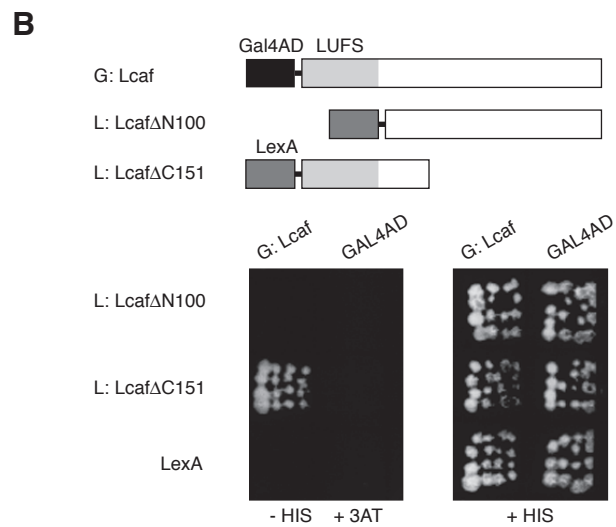 B
Gal4AD LUFS
G: Lcaf
L: LcafΔN100
LexA
L: LcafΔC151
G: Lcaf GAL4AD G: Lcaf GAL4AD
L: LcafΔN100
L: LcafΔC151
LexA
- HIS + 3AT + HIS